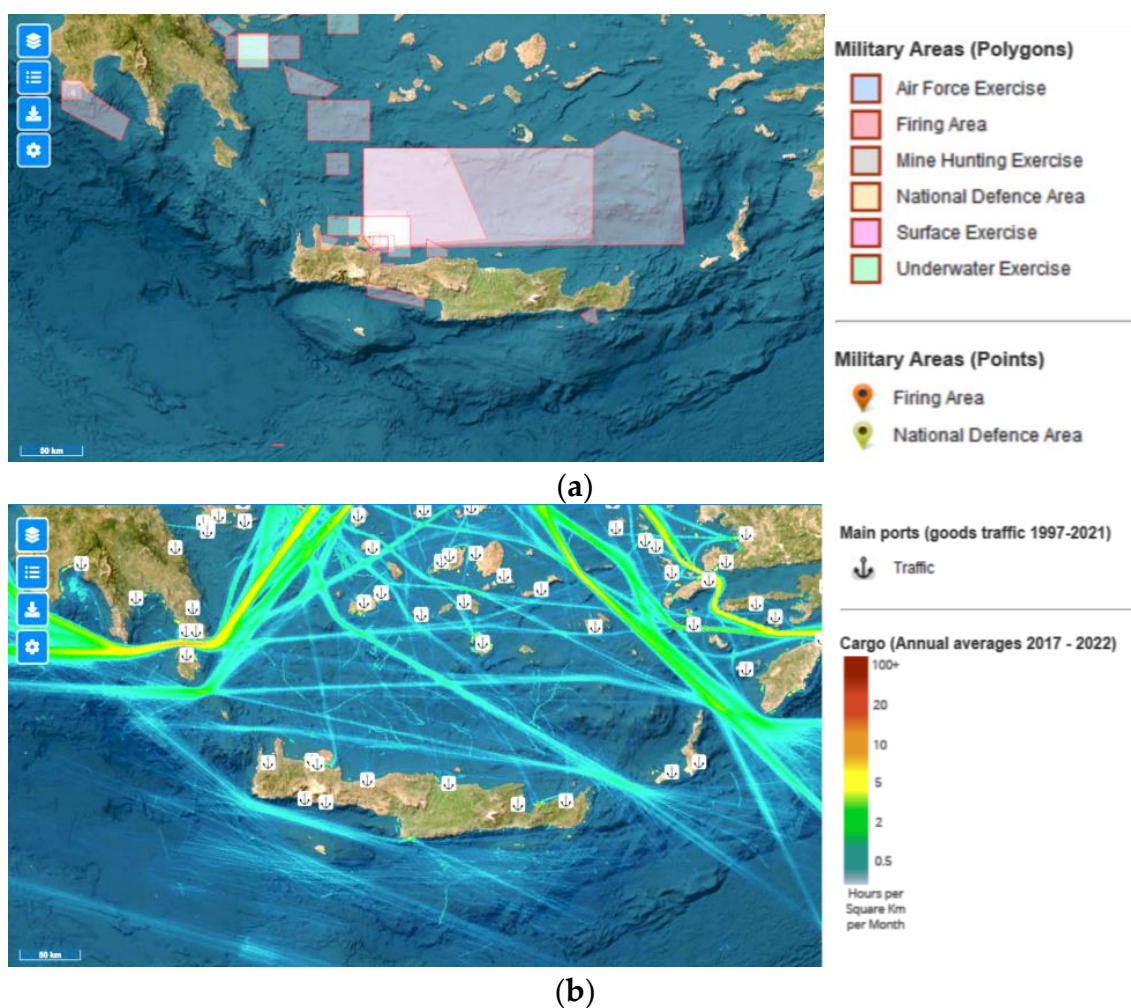 Military Areas (Polygons)
Air Force Exercise
Firing Area
Mine Hunting Exercise
National Defence Area
Surface Exercise
Underwater Exercise
Military Areas (Points)
Firing Area
National Defence Area
50 km
(a)
Main ports (goods traffic 1997-2021)
Traffic
Cargo (Annual averages 2017 - 2022)
100+
20
10
5
2
0.5
Hours per
Square Km
per Month
50 km
(b)